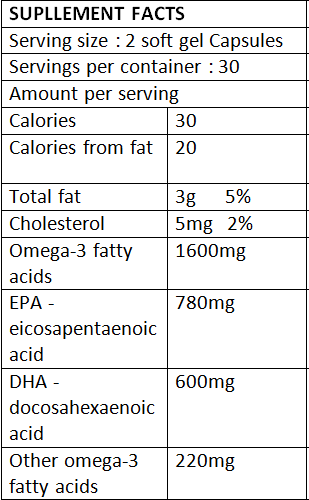 SUPLLEMENT FACTS
Serving size : 2 soft gel Capsules
Servings per container : 30
Amount per serving
Calories 30
Calories from fat 20
Total fat 3g 5%
Cholesterol 5mg 2%
Omega-3 fatty 1600mg
acids
EPA - 780mg
eicosapentaenoic
acid
DHA - 600mg
docosahexaenoic
acid
Other omega-3 220mg
fatty acids